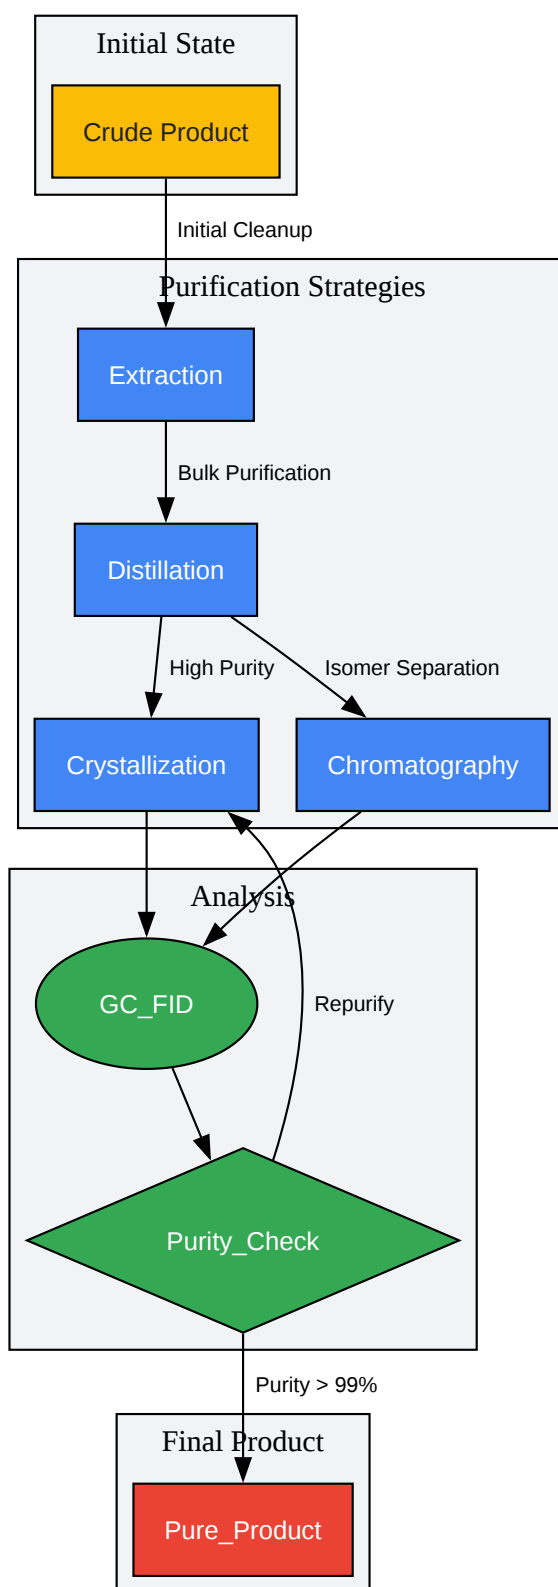 Initial State
Crude Product
Initial Cleanup
Purification Strategies
Extraction
Bulk Purification
Distillation
High Purity
Isomer Separation
Crystallization
Chromatography
Analysis
GC_FID
Repurify
Purity_Check
Purity > 99%
Final Product
Pure_Product